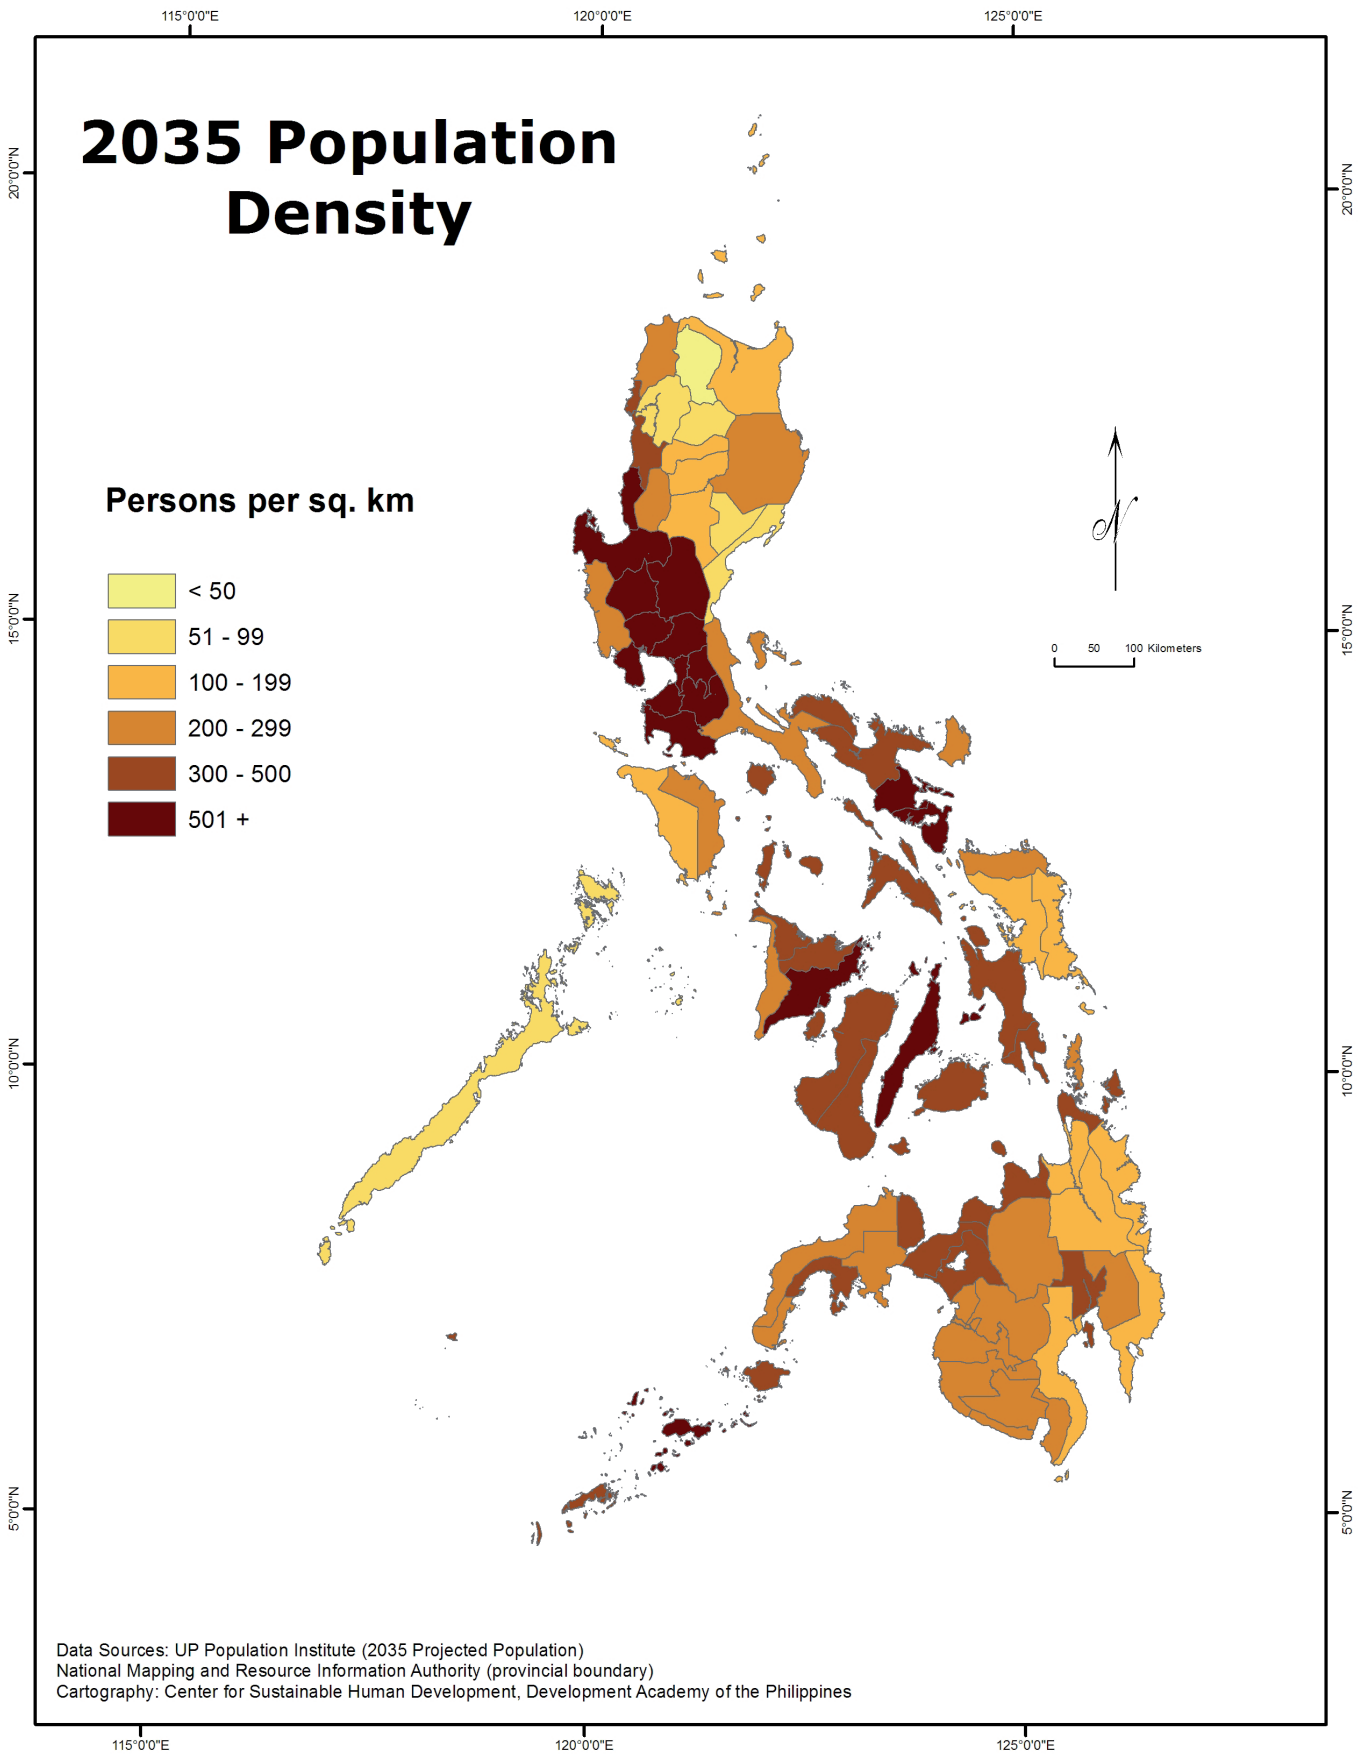 115°0'0"E 120°0'0"E 125°0'0"E
2035 Population
Density
20°0'0"N
20°0'0"N
N
Persons per sq. km
< 50
51 - 99
100 - 199
200 - 299
300 - 500
501 +
15°0'0"N
15°0'0"N
0 50 100 Kilometers
10°0'0"N
10°0'0"N
5°0'0"N
5°0'0"N
Data Sources: UP Population Institute (2035 Projected Population)
National Mapping and Resource Information Authority (provincial boundary)
Cartography: Center for Sustainable Human Development, Development Academy of the Philippines
115°0'0"E 120°0'0"E 125°0'0"E